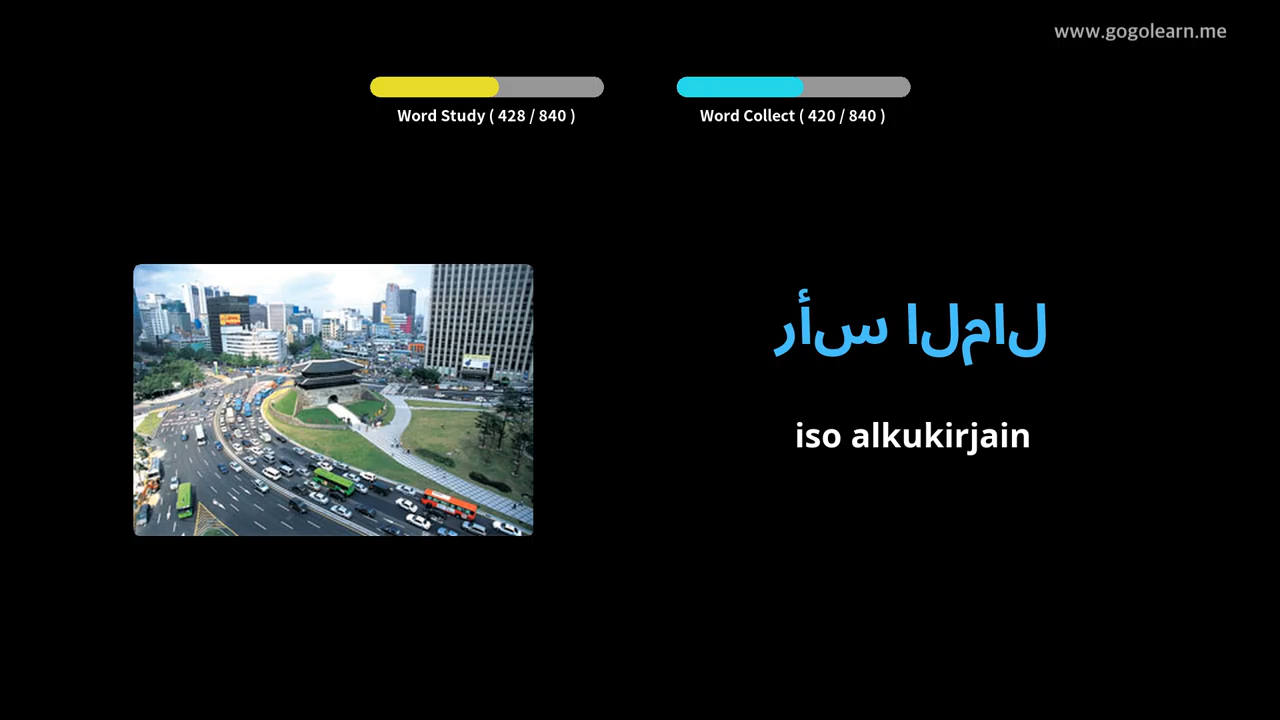 www.gogolearn.me
Word Study ( 428 / 840 )
Word Collect ( 420 / 840 )
رأس المال
iso alkukirjain